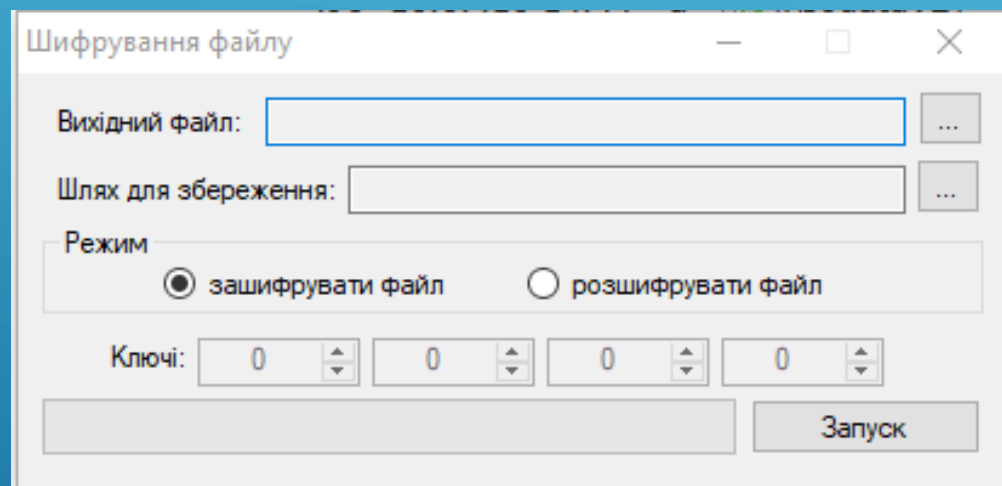 Шифрування файлу
Вихідний файл: ...
Шлях для збереження: ...
Режим
зашифрувати файл розшифрувати файл
Ключі: 0 0 0 0
Запуск